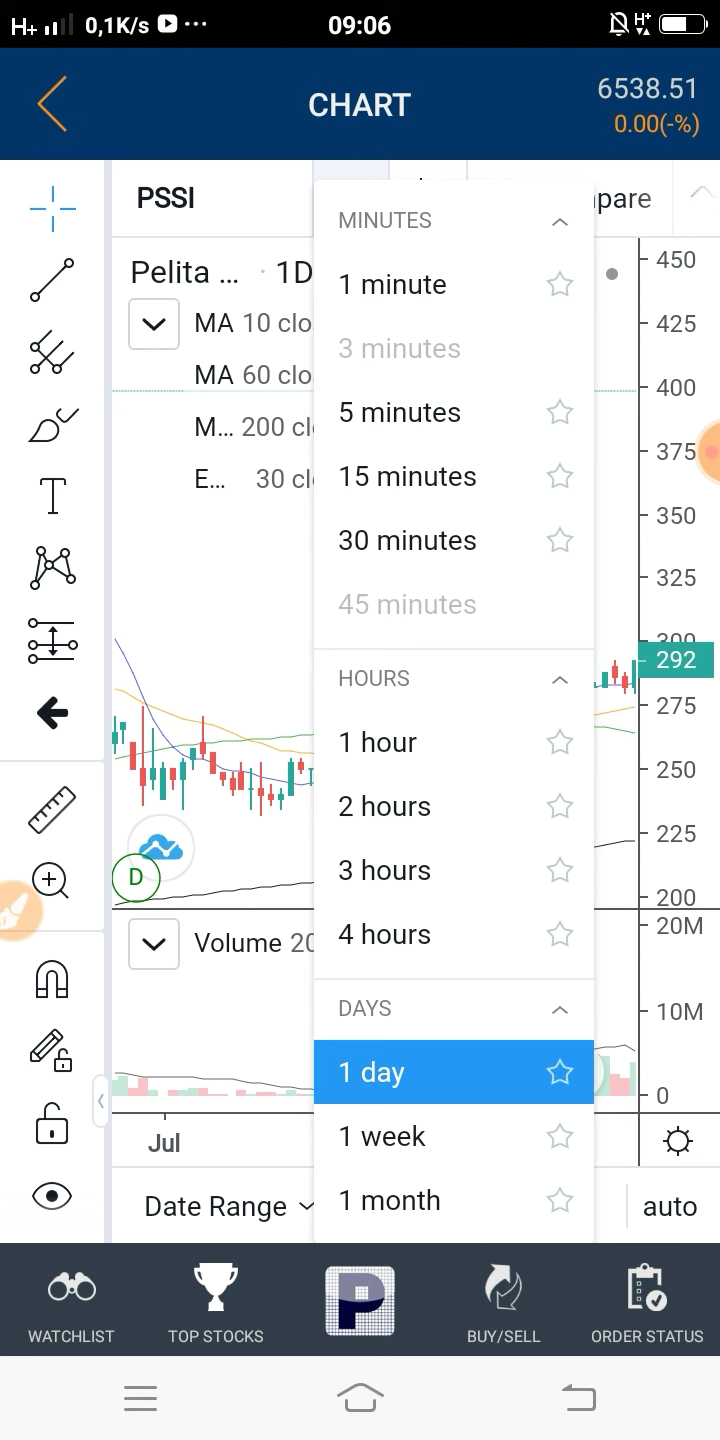 H+ 0,1K/s ... 09:06 H+
CHART
6538.51
0.00(-%)
PSSI
pare
Pelita ... · 1D
MA 10 clo
MA 60 clo
M... 200 cl
E... 30 cl
MINUTES
1 minute
3 minutes
5 minutes
15 minutes
30 minutes
45 minutes
HOURS
1 hour
2 hours
3 hours
4 hours
DAYS
1 day
1 week
1 month
450
425
400
375
350
325
300
292
275
250
225
200
D
T
Volume 20
20M
10M
0
Jul
Date Range
auto
WATCHLIST
TOP STOCKS
P
BUY/SELL
ORDER STATUS